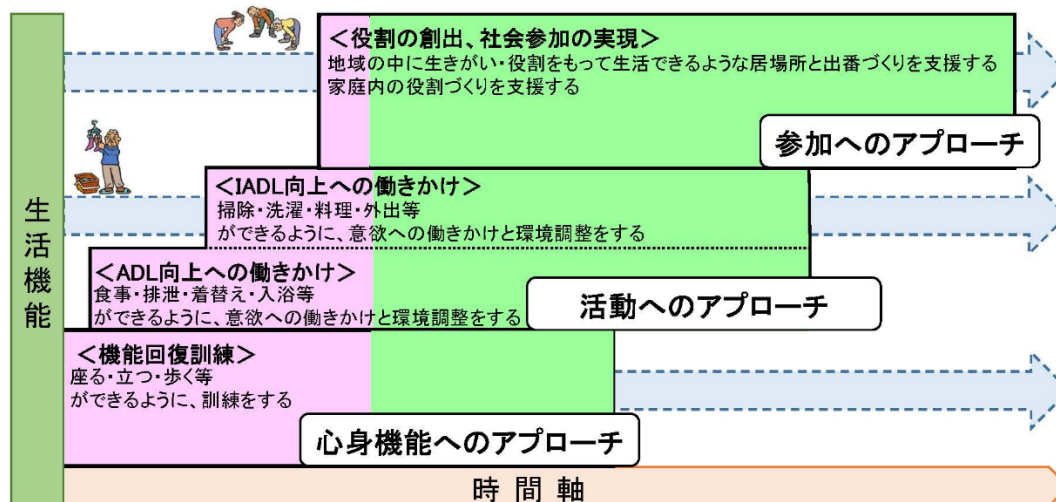 生活機能
＜役割の創出、社会参加の実現＞
地域の中に生きがい・役割をもって生活できるような居場所と出番づくりを支援する
家庭内の役割づくりを支援する
参加へのアプローチ
＜IADL向上への働きかけ＞
掃除・洗濯・料理・外出等
ができるように、意欲への働きかけと環境調整をする
＜ADL向上への働きかけ＞
食事・排泄・着替え・入浴等
ができるように、意欲への働きかけと環境調整をする
活動へのアプローチ
＜機能回復訓練＞
座る・立つ・歩く等
ができるように、訓練をする
心身機能へのアプローチ
時間軸